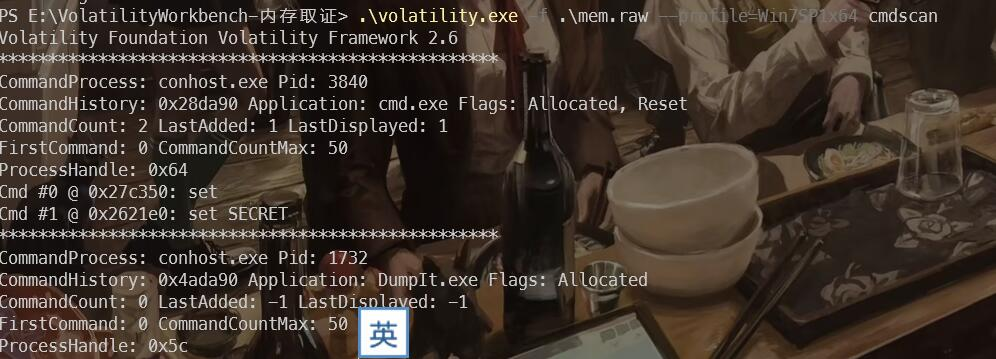 PS E:\VolatilityWorkbench-内存取证> .\volatility.exe -f .\mem.raw --profile=Win7SP1x64 cmdscan
Volatility Foundation Volatility Framework 2.6
**************************************************
CommandProcess: conhost.exe Pid: 3840
CommandHistory: 0x28da90 Application: cmd.exe Flags: Allocated, Reset
CommandCount: 2 LastAdded: 1 LastDisplayed: 1
FirstCommand: 0 CommandCountMax: 50
ProcessHandle: 0x64
Cmd #0 @ 0x27c350: set
Cmd #1 @ 0x2621e0: set SECRET
**************************************************
CommandProcess: conhost.exe Pid: 1732
CommandHistory: 0x4ada90 Application: DumpIt.exe Flags: Allocated
CommandCount: 0 LastAdded: -1 LastDisplayed: -1
FirstCommand: 0 CommandCountMax: 50
英
ProcessHandle: 0x5c